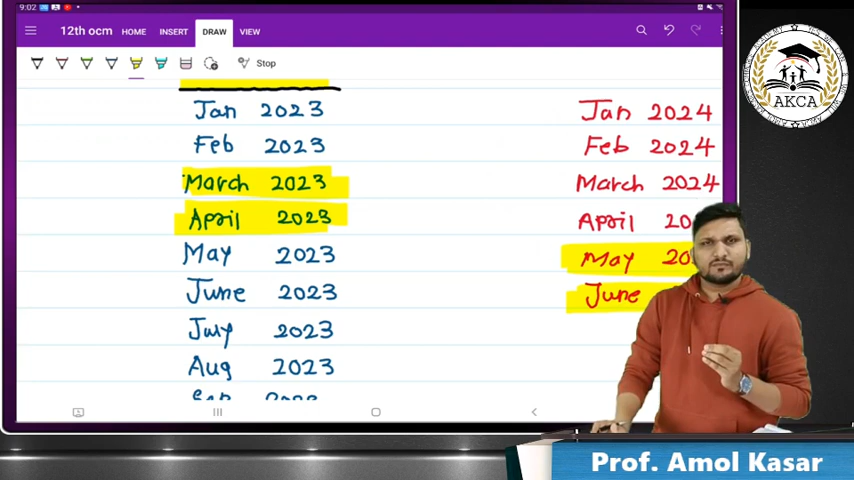 9:02
12th ocm HOME INSERT DRAW VIEW
Stop
Jan 2023
Feb 2023
March 2023
April 2023
May 2023
June 2023
July 2023
Aug 2023
Jan 2024
Feb 2024
March 2024
April 20
May 20
June
AKCA
Prof. Amol Kasar